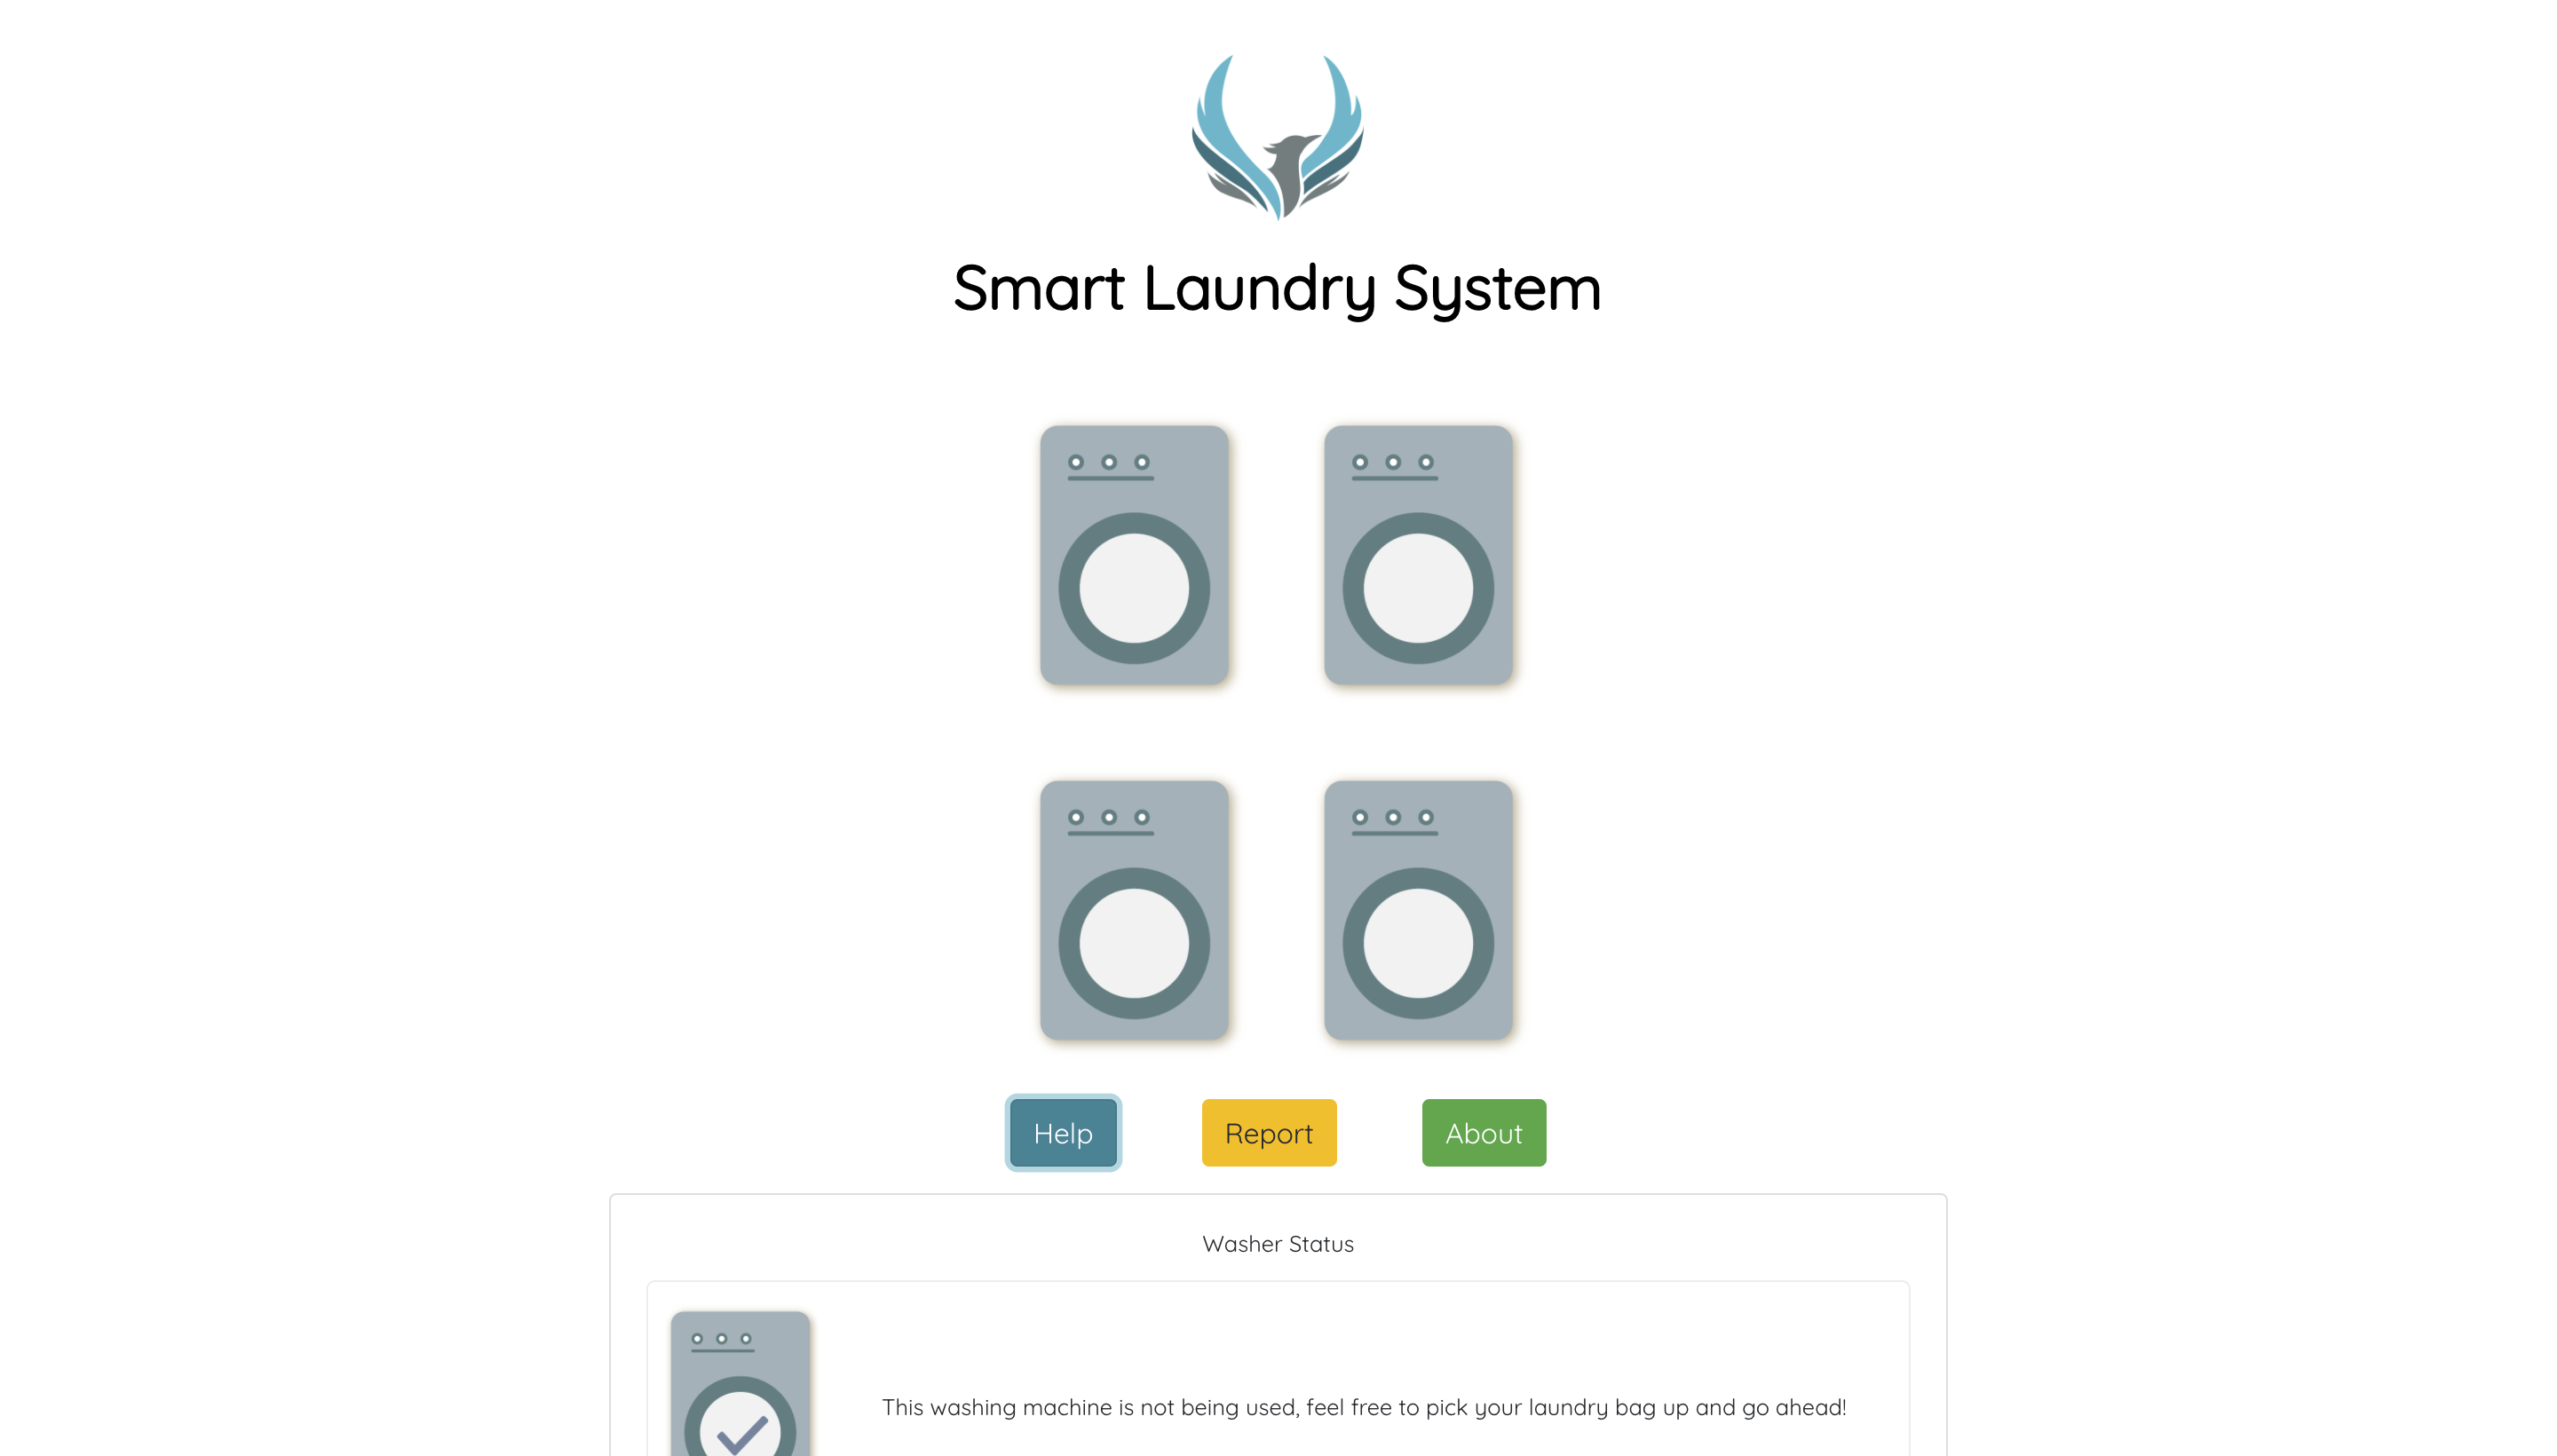 Smart Laundry System
Help
Report
About
Washer Status
This washing machine is not being used, feel free to pick your laundry bag up and go ahead!